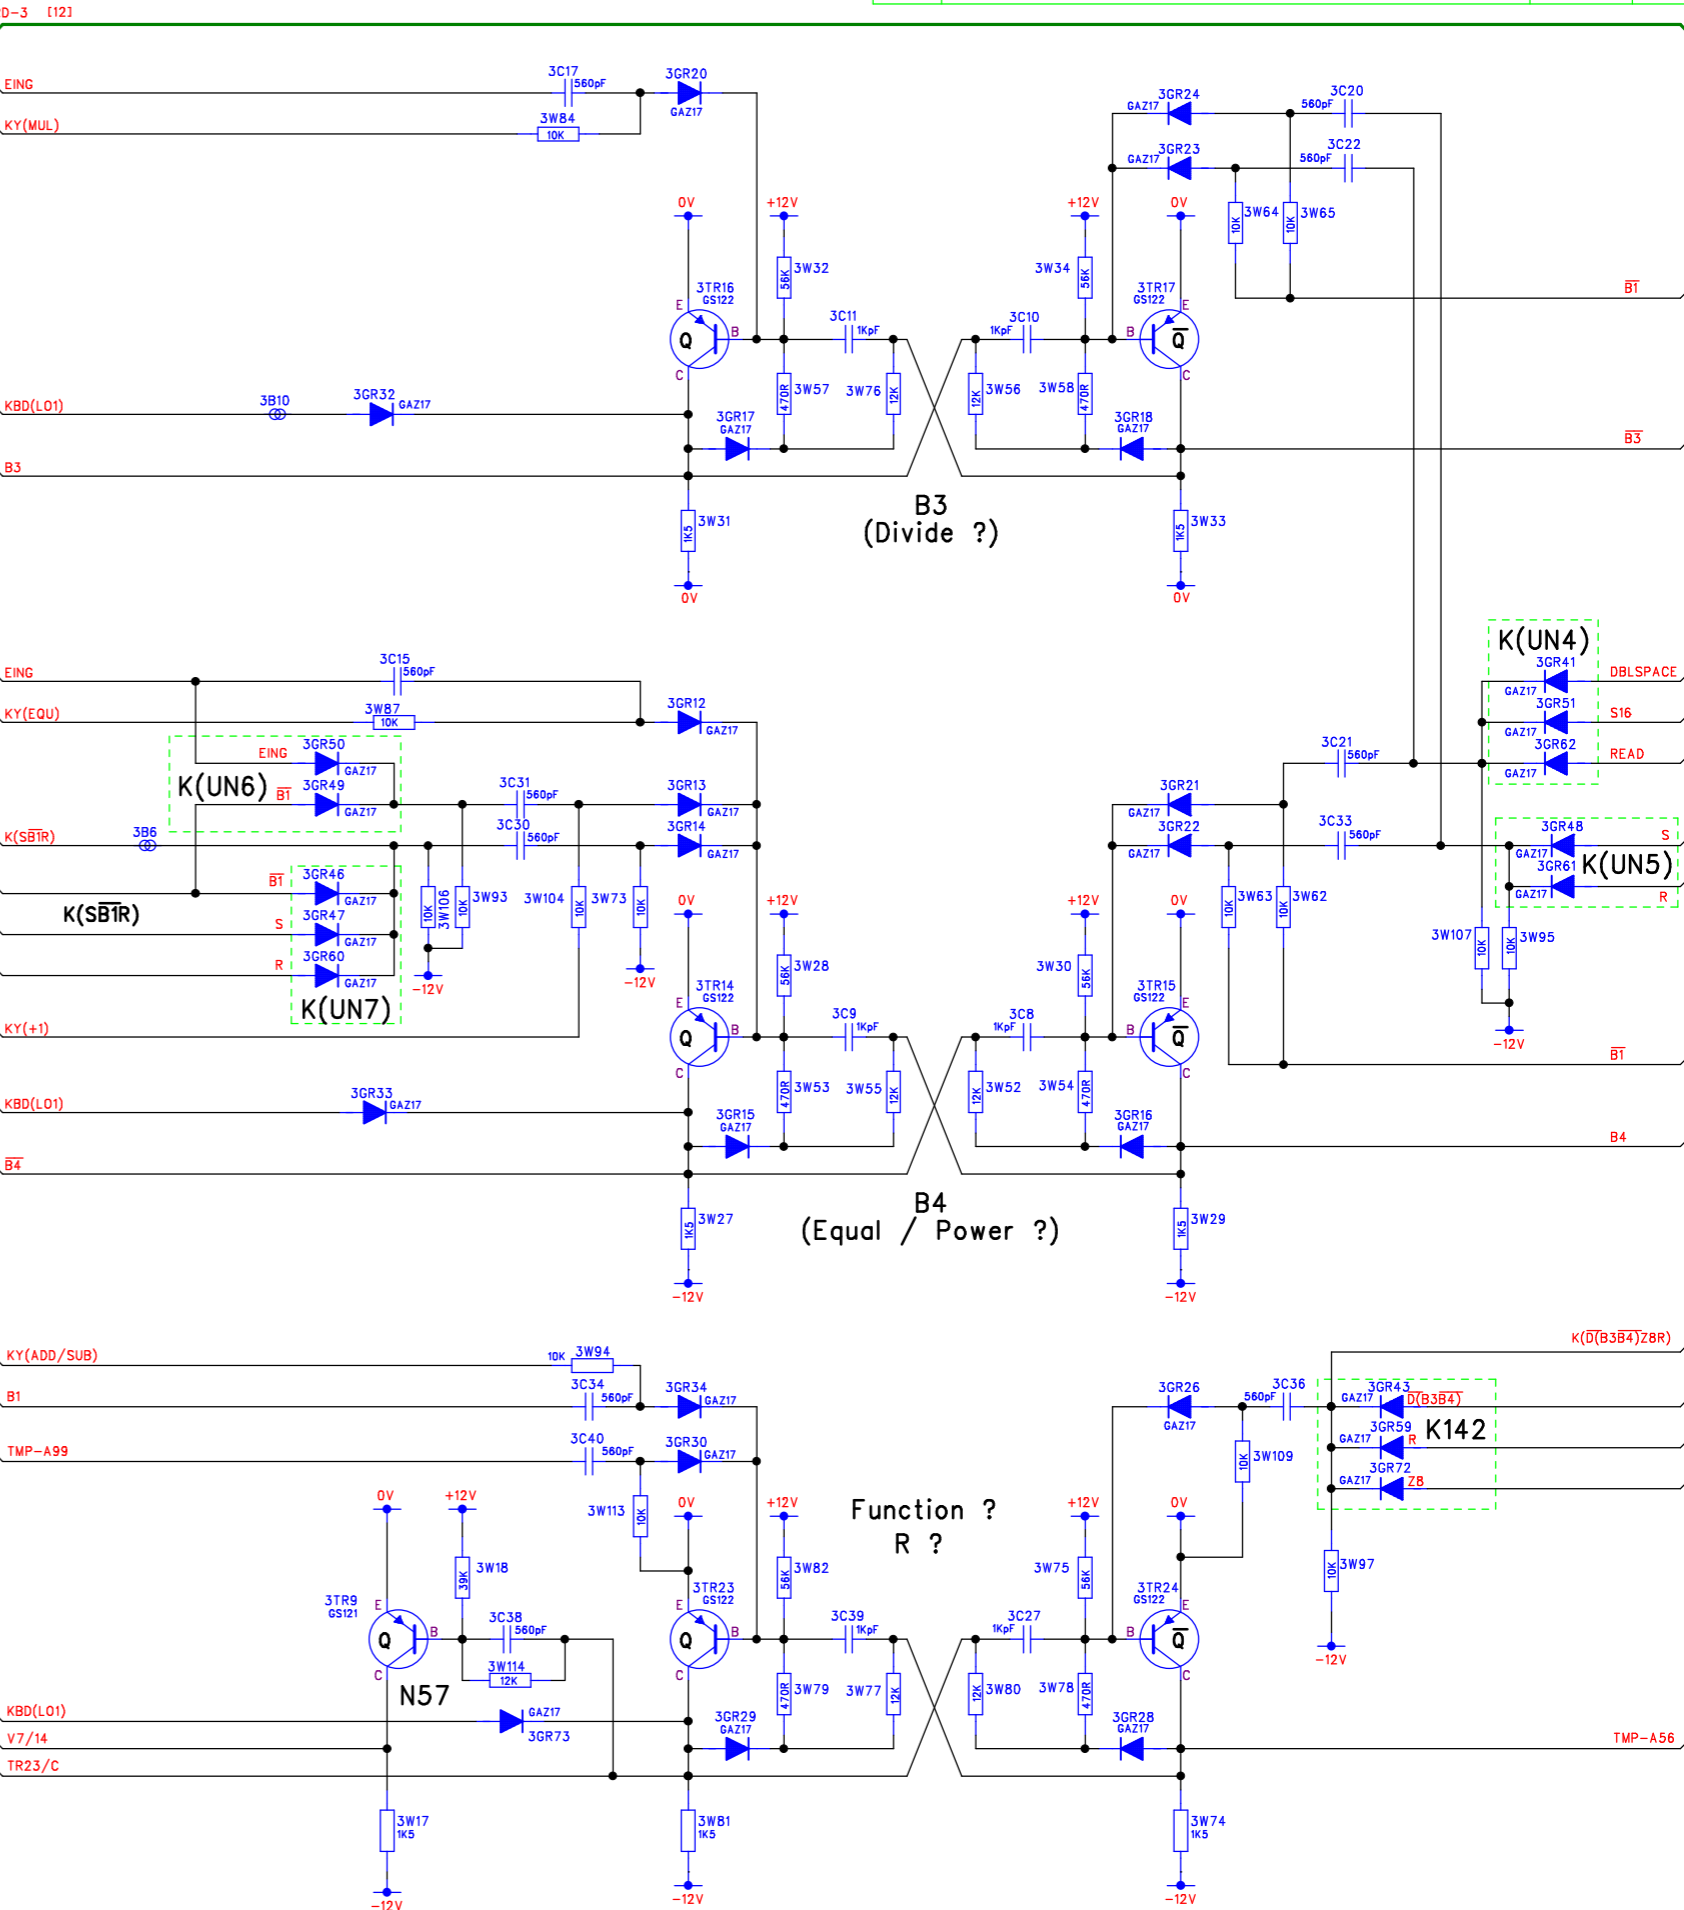 D-3 [12]
EING
3C17
560pF
3GR20
GAZ17
KY(MUL)
3W84
10K
3GR24
GAZ17
3C20
560pF
3GR23
GAZ17
3C22
560pF
0V
+12V
+12V
0V
3W64
10K
3W65
10K
3W32
56K
3W34
56K
B̅1̅
3TR16
GS122
E
B
C
Q
3C11
1KpF
3C10
1KpF
3TR17
GS122
E
B
C
Q̅
3W57
470R
3W76
12K
3W56
12K
3W58
470R
KBD(L01)
3B10
3GR32
GAZ17
3GR17
GAZ17
3GR18
GAZ17
B̅3̅
B3
B3
(Divide ?)
3W31
1K5
3W33
1K5
0V
0V
EING
3C15
560pF
K(UN4)
3GR41
GAZ17
DBLSPACE
KY(EQU)
3W87
10K
3GR12
GAZ17
3GR51
GAZ17
S16
EING
3GR50
GAZ17
3C21
560pF
3GR62
GAZ17
READ
K(UN6)
B̅1̅
3GR49
GAZ17
3C31
560pF
3GR13
GAZ17
3GR21
GAZ17
K(SB̅1̅R)
3B6
3C30
560pF
3GR14
GAZ17
3GR22
GAZ17
3C33
560pF
3GR48
GAZ17
S
K(UN5)
3GR61
GAZ17
R
B̅1̅
3GR46
GAZ17
K(SB̅1̅R)
S
3GR47
GAZ17
R
3GR60
GAZ17
K(UN7)
10K
3W106
10K
3W93
3W104
10K
3W73
10K
-12V
-12V
0V
+12V
+12V
0V
3W63
10K
3W62
10K
3W107
10K
3W95
10K
-12V
3W28
56K
3W30
56K
3TR14
GS122
E
B
C
Q
3C9
1KpF
3C8
1KpF
3TR15
GS122
E
B
C
Q̅
KY(+1)
B̅1̅
3W53
470R
3W55
12K
3W52
12K
3W54
470R
KBD(L01)
3GR33
GAZ17
3GR15
GAZ17
3GR16
GAZ17
B4
B̅4̅
B4
(Equal / Power ?)
3W27
1K5
3W29
1K5
-12V
-12V
K(D̅(B3B̅4̅)Z8R)
KY(ADD/SUB)
10K
3W94
B1
3C34
560pF
3GR34
GAZ17
3GR26
GAZ17
3C36
560pF
3GR43
GAZ17
D̅(B3B̅4̅)
K142
TMP-A99
3C40
560pF
3GR30
GAZ17
3W109
10K
3GR59
GAZ17
R
3GR72
GAZ17
Z8
0V
+12V
3W113
10K
0V
+12V
Function ?
R ?
+12V
0V
3W18
39K
3W82
56K
3W75
56K
3W97
10K
-12V
3TR9
GS121
E
B
C
Q
3C38
560pF
3W114
12K
N57
3TR23
GS122
E
B
C
Q
3C39
1KpF
3C27
1KpF
3TR24
GS122
E
B
C
Q̅
3W79
470R
3W77
12K
3W80
12K
3W78
470R
KBD(L01)
GAZ17
3GR73
3GR29
GAZ17
3GR28
GAZ17
V7/14
TMP-A56
TR23/C
3W17
1K5
3W81
1K5
3W74
1K5
-12V
-12V
-12V